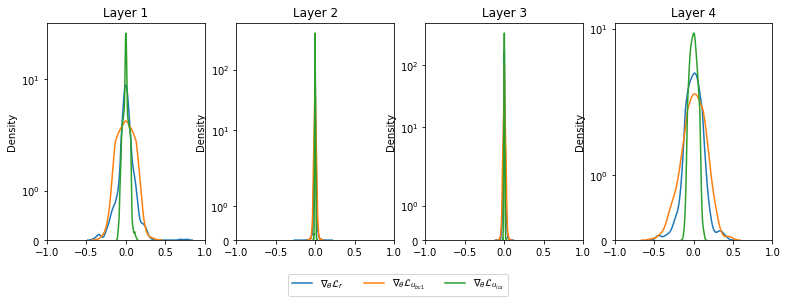 Layer 1 Layer 2 Layer 3 Layer 4
Density Density Density Density
10¹ 10² 10² 10¹
10¹ 10¹
10⁰ 10⁰ 10⁰ 10⁰
0 0 0 0
−1.0 −0.5 0.0 0.5 1.0 −1.0 −0.5 0.0 0.5 1.0 −1.0 −0.5 0.0 0.5 1.0 −1.0 −0.5 0.0 0.5 1.0
∇θℒr ∇θℒu_bc1 ∇θℒu_ics